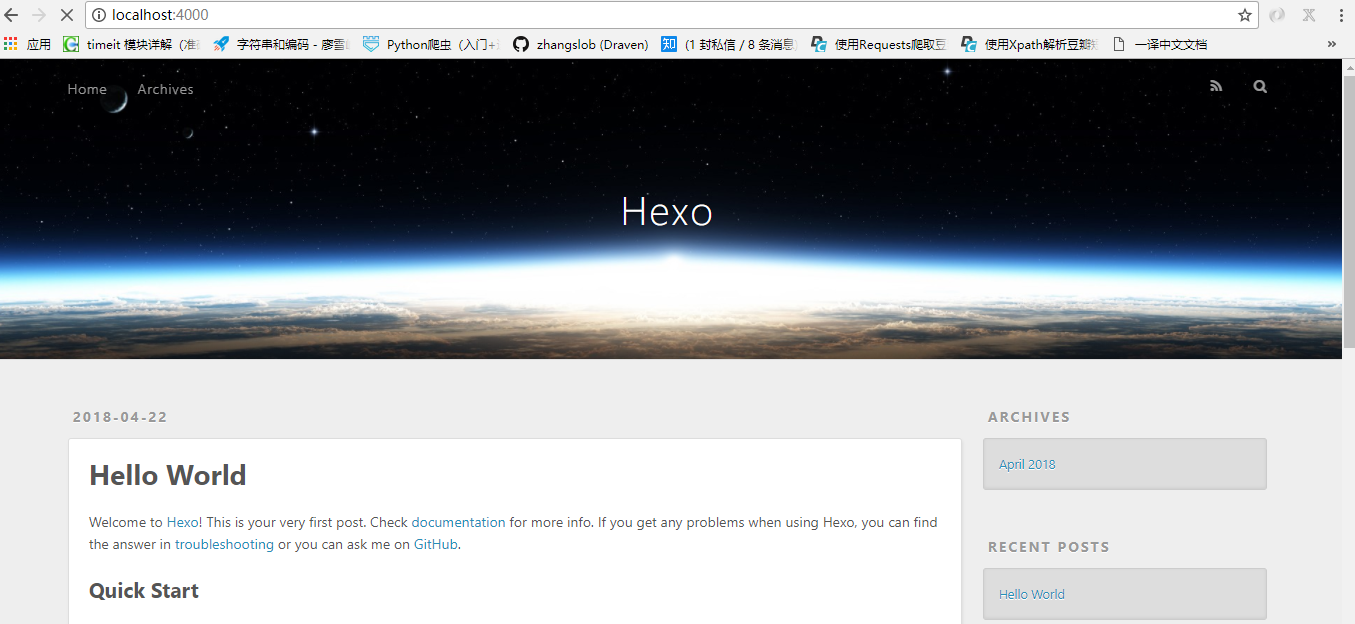 localhost:4000
应用 timeit 模块详解（准 字符串和编码 - 廖雪 Python爬虫（入门+ zhangslob (Draven) 知 (1 封私信 / 8 条消息 使用Requests爬取豆 使用Xpath解析豆瓣 一译中文文档 »
Home Archives
Hexo
2018-04-22
Hello World
Welcome to Hexo! This is your very first post. Check documentation for more info. If you get any problems when using Hexo, you can find
the answer in troubleshooting or you can ask me on GitHub.
Quick Start
ARCHIVES
April 2018
RECENT POSTS
Hello World